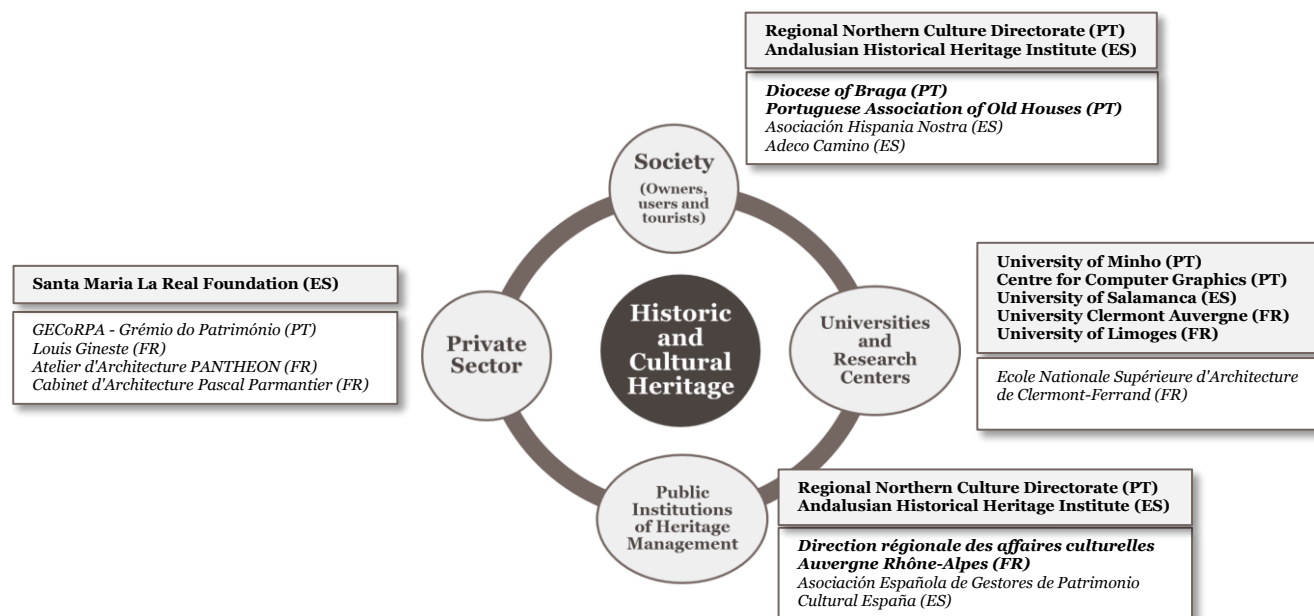 Regional Northern Culture Directorate (PT)
Andalusian Historical Heritage Institute (ES)
Diocese of Braga (PT)
Portuguese Association of Old Houses (PT)
Asociación Hispania Nostra (ES)
Adeco Camino (ES)
Society
(Owners,
users and
tourists)
Santa Maria La Real Foundation (ES)
GECoRPA - Grémio do Património (PT)
Louis Gineste (FR)
Atelier d'Architecture PANTHEON (FR)
Cabinet d'Architecture Pascal Parmantier (FR)
Private
Sector
Historic
and
Cultural
Heritage
Universities
and
Research
Centers
University of Minho (PT)
Centre for Computer Graphics (PT)
University of Salamanca (ES)
University Clermont Auvergne (FR)
University of Limoges (FR)
Ecole Nationale Supérieure d'Architecture
de Clermont-Ferrand (FR)
Public
Institutions
of Heritage
Management
Regional Northern Culture Directorate (PT)
Andalusian Historical Heritage Institute (ES)
Direction régionale des affaires culturelles
Auvergne Rhône-Alpes (FR)
Asociación Española de Gestores de Patrimonio
Cultural España (ES)